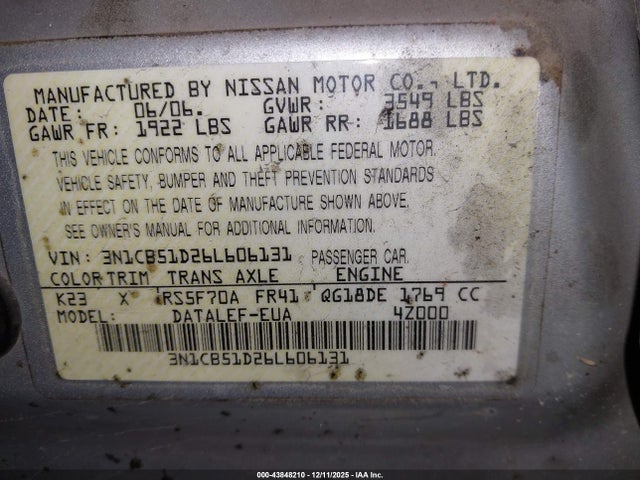 MANUFACTURED BY NISSAN MOTOR CO., LTD.
DATE: 06/06. GVWR: 3549 LBS
GAWR FR: 1922 LBS GAWR RR: 1688 LBS
THIS VEHICLE CONFORMS TO ALL APPLICABLE FEDERAL MOTOR
VEHICLE SAFETY, BUMPER AND THEFT PREVENTION STANDARDS
IN EFFECT ON THE DATE OF MANUFACTURE SHOWN ABOVE.
SEE OWNER'S MANUAL FOR ADDITIONAL INFORMATION.
VIN: 3N1CB51D26L606131 PASSENGER CAR.
COLOR TRIM TRANS AXLE ENGINE
K23 X RS5F70A FR41 QG18DE 1769 CC
MODEL: DATALEF-EUA 4Z000
3N1CB51D26L606131
000-43848210 - 12/11/2025 - IAA Inc.